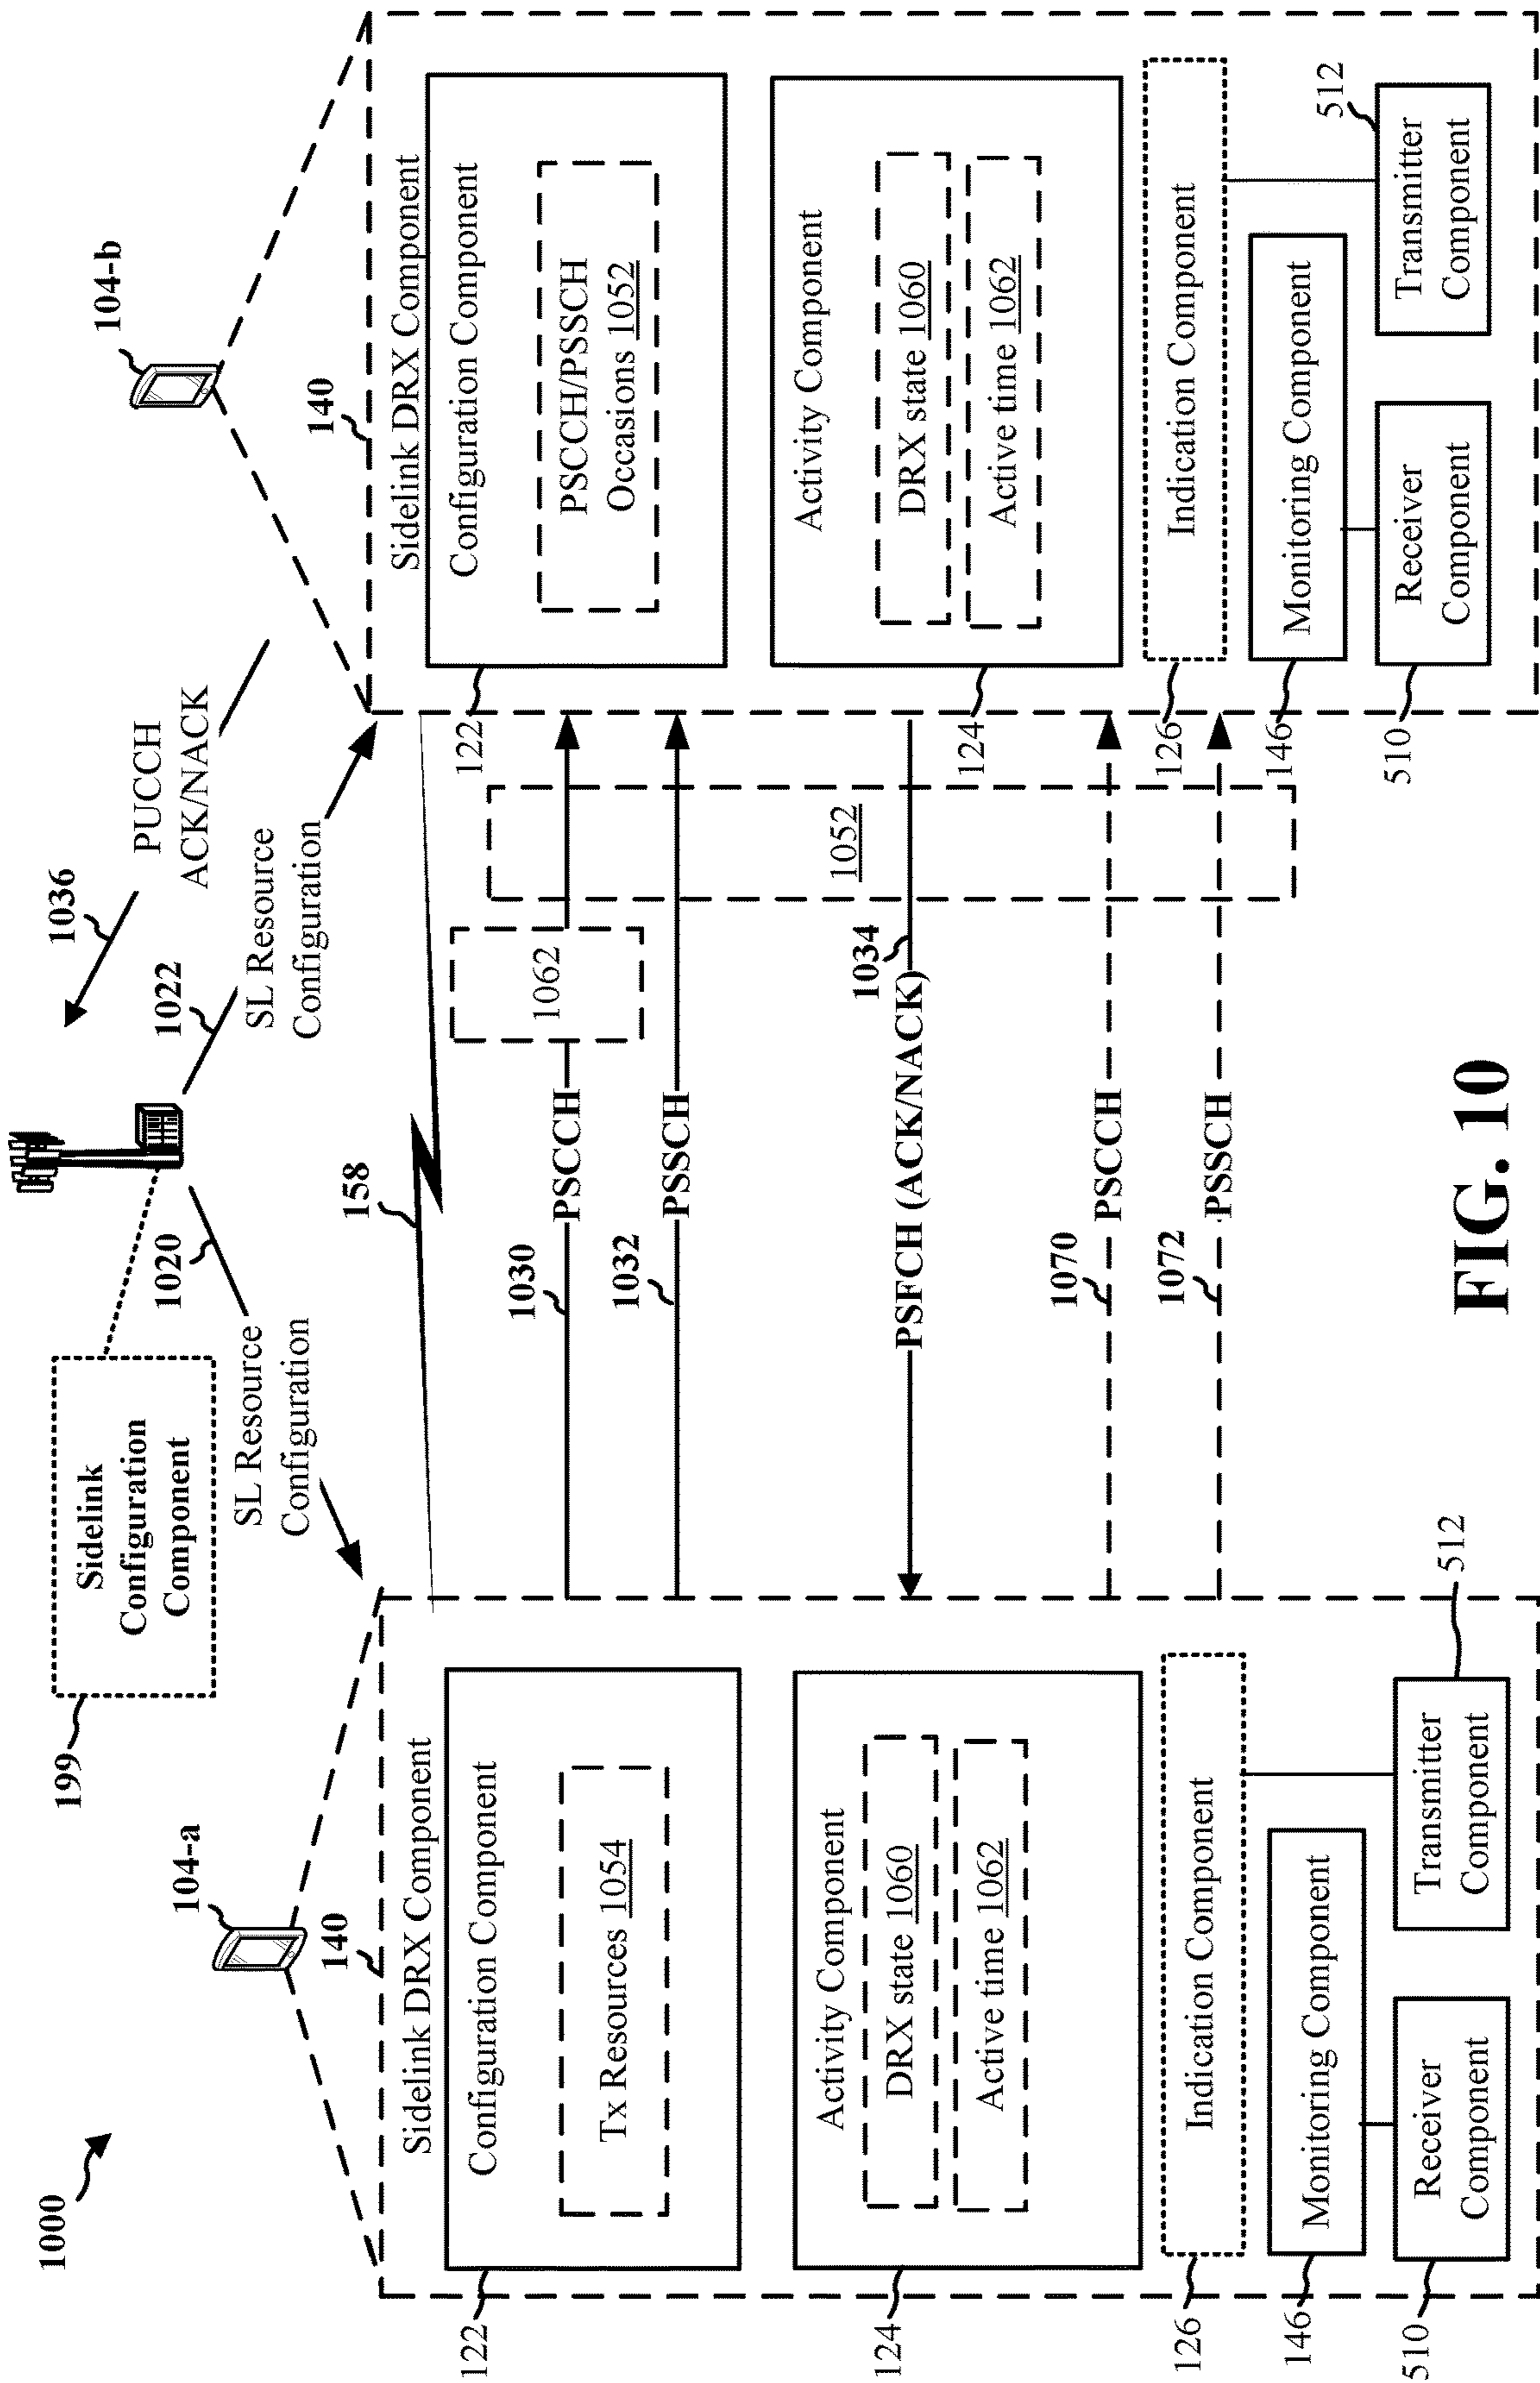 1000
199
Sidelink
Configuration
Component
1036
PUCCH
ACK/NACK
104-a
104-b
1020
1022
SL Resource
Configuration
SL Resource
Configuration
140
Sidelink DRX Component
Configuration Component
Tx Resources 1054
122
Activity Component
DRX state 1060
Active time 1062
124
Indication Component
126
Monitoring Component
146
Receiver
Component
510
Transmitter
Component
512
158
1030
PSCCH
1062
1032
PSSCH
1052
PSFCH (ACK/NACK)
1034
1070
PSCCH
1072
PSSCH
140
Sidelink DRX Component
Configuration Component
PSCCH/PSSCH
Occasions 1052
122
Activity Component
DRX state 1060
Active time 1062
124
Indication Component
126
Monitoring Component
146
Receiver
Component
510
Transmitter
Component
512
FIG. 10